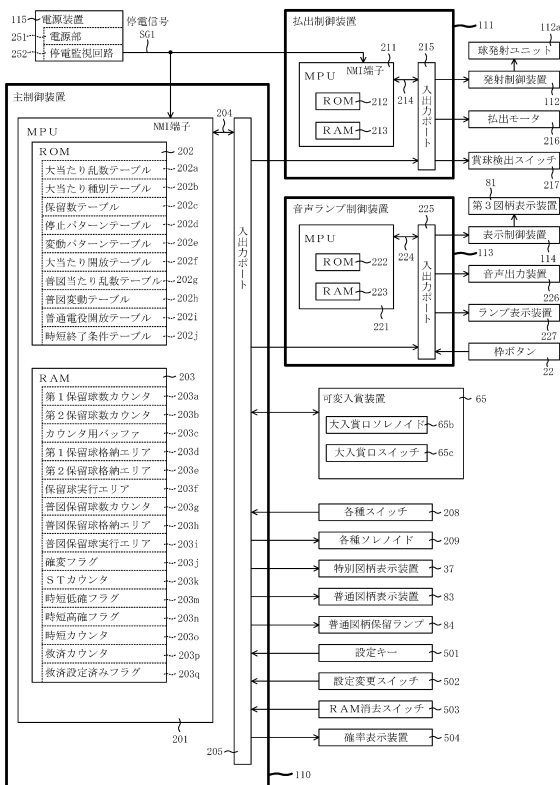 115
電源装置
251
電源部
252
停電監視回路
停電信号
SG1
主制御装置
MPU
NMI端子
204
ROM
202
大当たり乱数テーブル
202a
大当たり種別テーブル
202b
保留数テーブル
202c
停止パターンテーブル
202d
変動パターンテーブル
202e
大当たり開放テーブル
202f
普図当たり乱数テーブル
202g
普図変動テーブル
202h
普通電役開放テーブル
202i
時短終了条件テーブル
202j
RAM
203
第1保留球数カウンタ
203a
第2保留球数カウンタ
203b
カウンタ用バッファ
203c
第1保留球格納エリア
203d
第2保留球格納エリア
203e
保留球実行エリア
203f
普図保留球数カウンタ
203g
普図保留球格納エリア
203h
普図保留球実行エリア
203i
確変フラグ
203j
STカウンタ
203k
時短低確フラグ
203m
時短高確フラグ
203n
時短カウンタ
203o
救済カウンタ
203p
救済設定済みフラグ
203q
201
入出力ポート
205
110
払出制御装置
111
211
215
MPU
NMI端子
ROM
212
RAM
213
214
入出力ポート
112a
球発射ユニット
発射制御装置
112
払出モータ
216
賞球検出スイッチ
217
音声ランプ制御装置
225
MPU
ROM
222
RAM
223
221
224
入出力ポート
113
81
第3図柄表示装置
表示制御装置
114
音声出力装置
226
ランプ表示装置
227
枠ボタン
22
可変入賞装置
65
大入賞口ソレノイド
65b
大入賞口スイッチ
65c
各種スイッチ
208
各種ソレノイド
209
特別図柄表示装置
37
普通図柄表示装置
83
普通図柄保留ランプ
84
設定キー
501
設定変更スイッチ
502
RAM消去スイッチ
503
確率表示装置
504